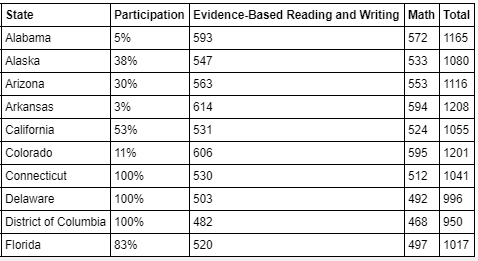 State Participation Evidence-Based Reading and Writing Math Total
Alabama 5% 593 572 1165
Alaska 38% 547 533 1080
Arizona 30% 563 553 1116
Arkansas 3% 614 594 1208
California 53% 531 524 1055
Colorado 11% 606 595 1201
Connecticut 100% 530 512 1041
Delaware 100% 503 492 996
District of Columbia 100% 482 468 950
Florida 83% 520 497 1017